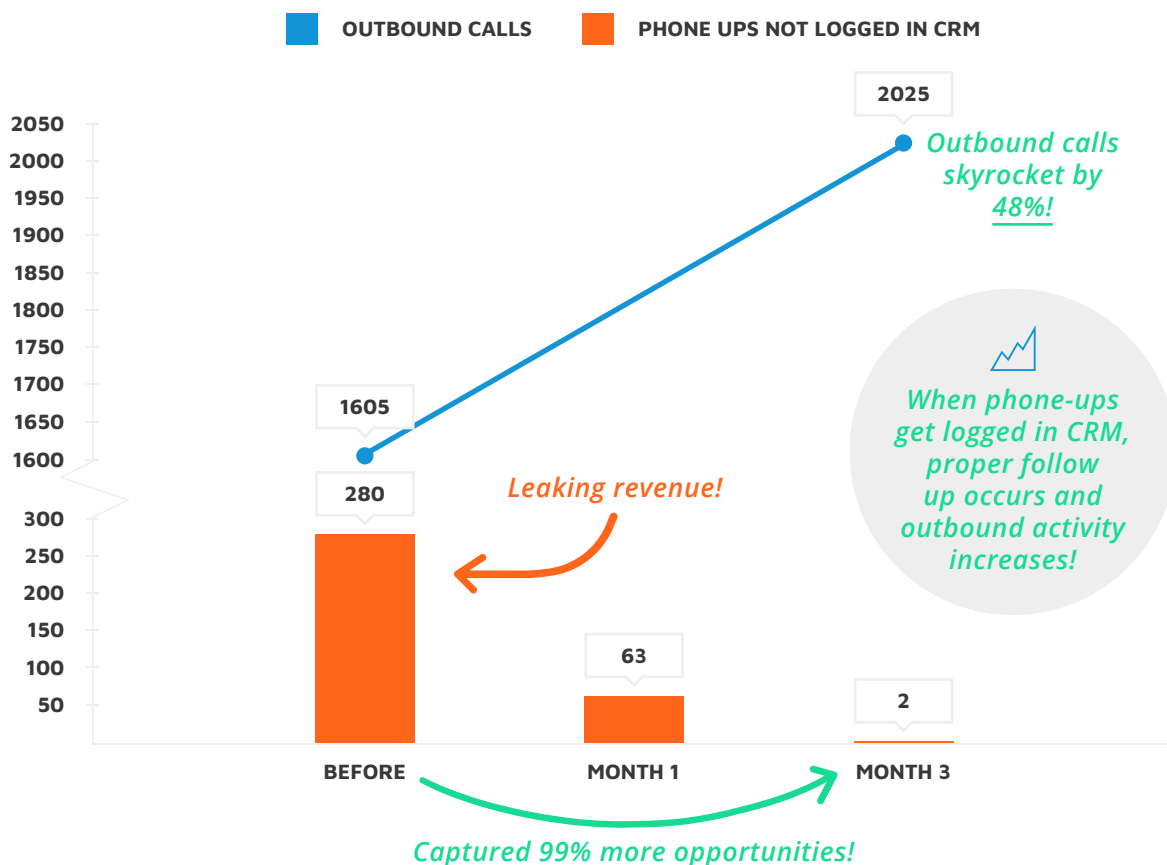 OUTBOUND CALLS
PHONE UPS NOT LOGGED IN CRM
2050
2000
1950
1900
1850
1800
1750
1700
1650
1600
300
250
200
150
100
50
2025
Outbound calls
skyrocket by
48%!
1605
280
Leaking revenue!
When phone-ups
get logged in CRM,
proper follow
up occurs and
outbound activity
increases!
63
2
BEFORE
MONTH 1
MONTH 3
Captured 99% more opportunities!